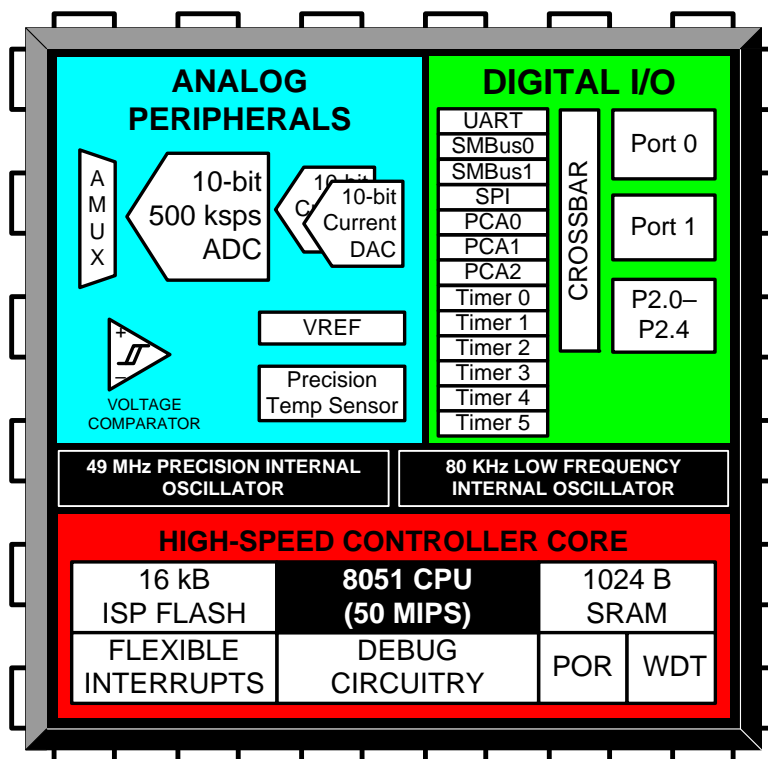 ANALOG
PERIPHERALS
A
M
U
X
10-bit
500 ksps
ADC
10-bit
10-bit
Current
DAC
+
–
VOLTAGE
COMPARATOR
VREF
Precision
Temp Sensor
DIGITAL I/O
UART
SMBus0
SMBus1
SPI
PCA0
PCA1
PCA2
Timer 0
Timer 1
Timer 2
Timer 3
Timer 4
Timer 5
CROSSBAR
Port 0
Port 1
P2.0–
P2.4
49 MHz PRECISION INTERNAL
OSCILLATOR
80 KHz LOW FREQUENCY
INTERNAL OSCILLATOR
HIGH-SPEED CONTROLLER CORE
16 kB
ISP FLASH
8051 CPU
(50 MIPS)
1024 B
SRAM
FLEXIBLE
INTERRUPTS
DEBUG
CIRCUITRY
POR
WDT